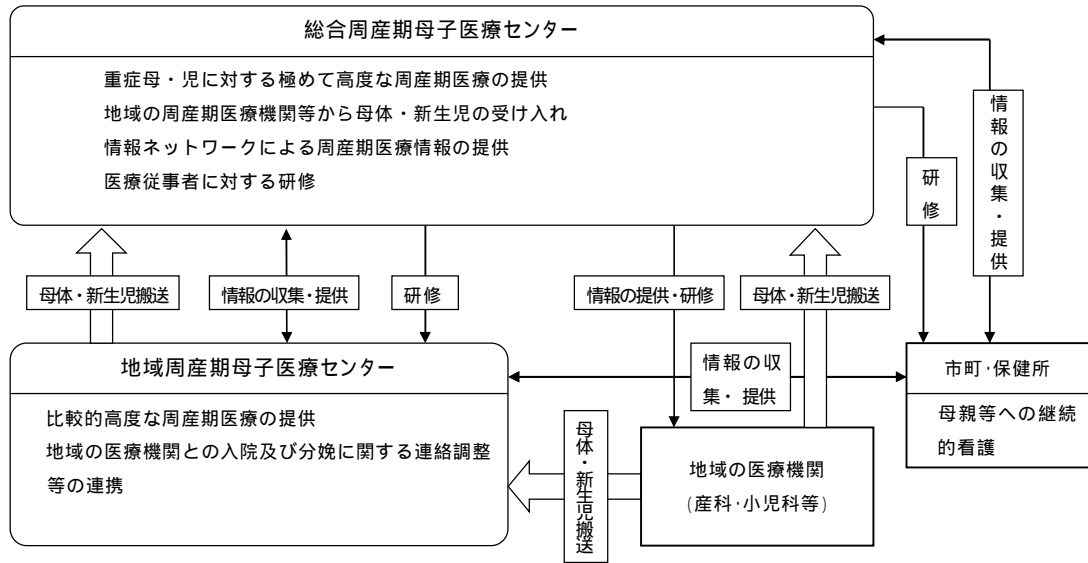 総合周産期母子医療センター
重症母・児に対する極めて高度な周産期医療の提供
地域の周産期医療機関等から母体・新生児の受け入れ
情報ネットワークによる周産期医療情報の提供
医療従事者に対する研修
情報の収集・提供
研修
母体・新生児搬送
情報の収集・提供
研修
情報の提供・研修
母体・新生児搬送
地域周産期母子医療センター
比較的高度な周産期医療の提供
地域の医療機関との入院及び分娩に関する連絡調整
等の連携
情報の収
集・提供
市町・保健所
母親等への継続
的看護
母体・新生児搬送
地域の医療機関
(産科・小児科等)